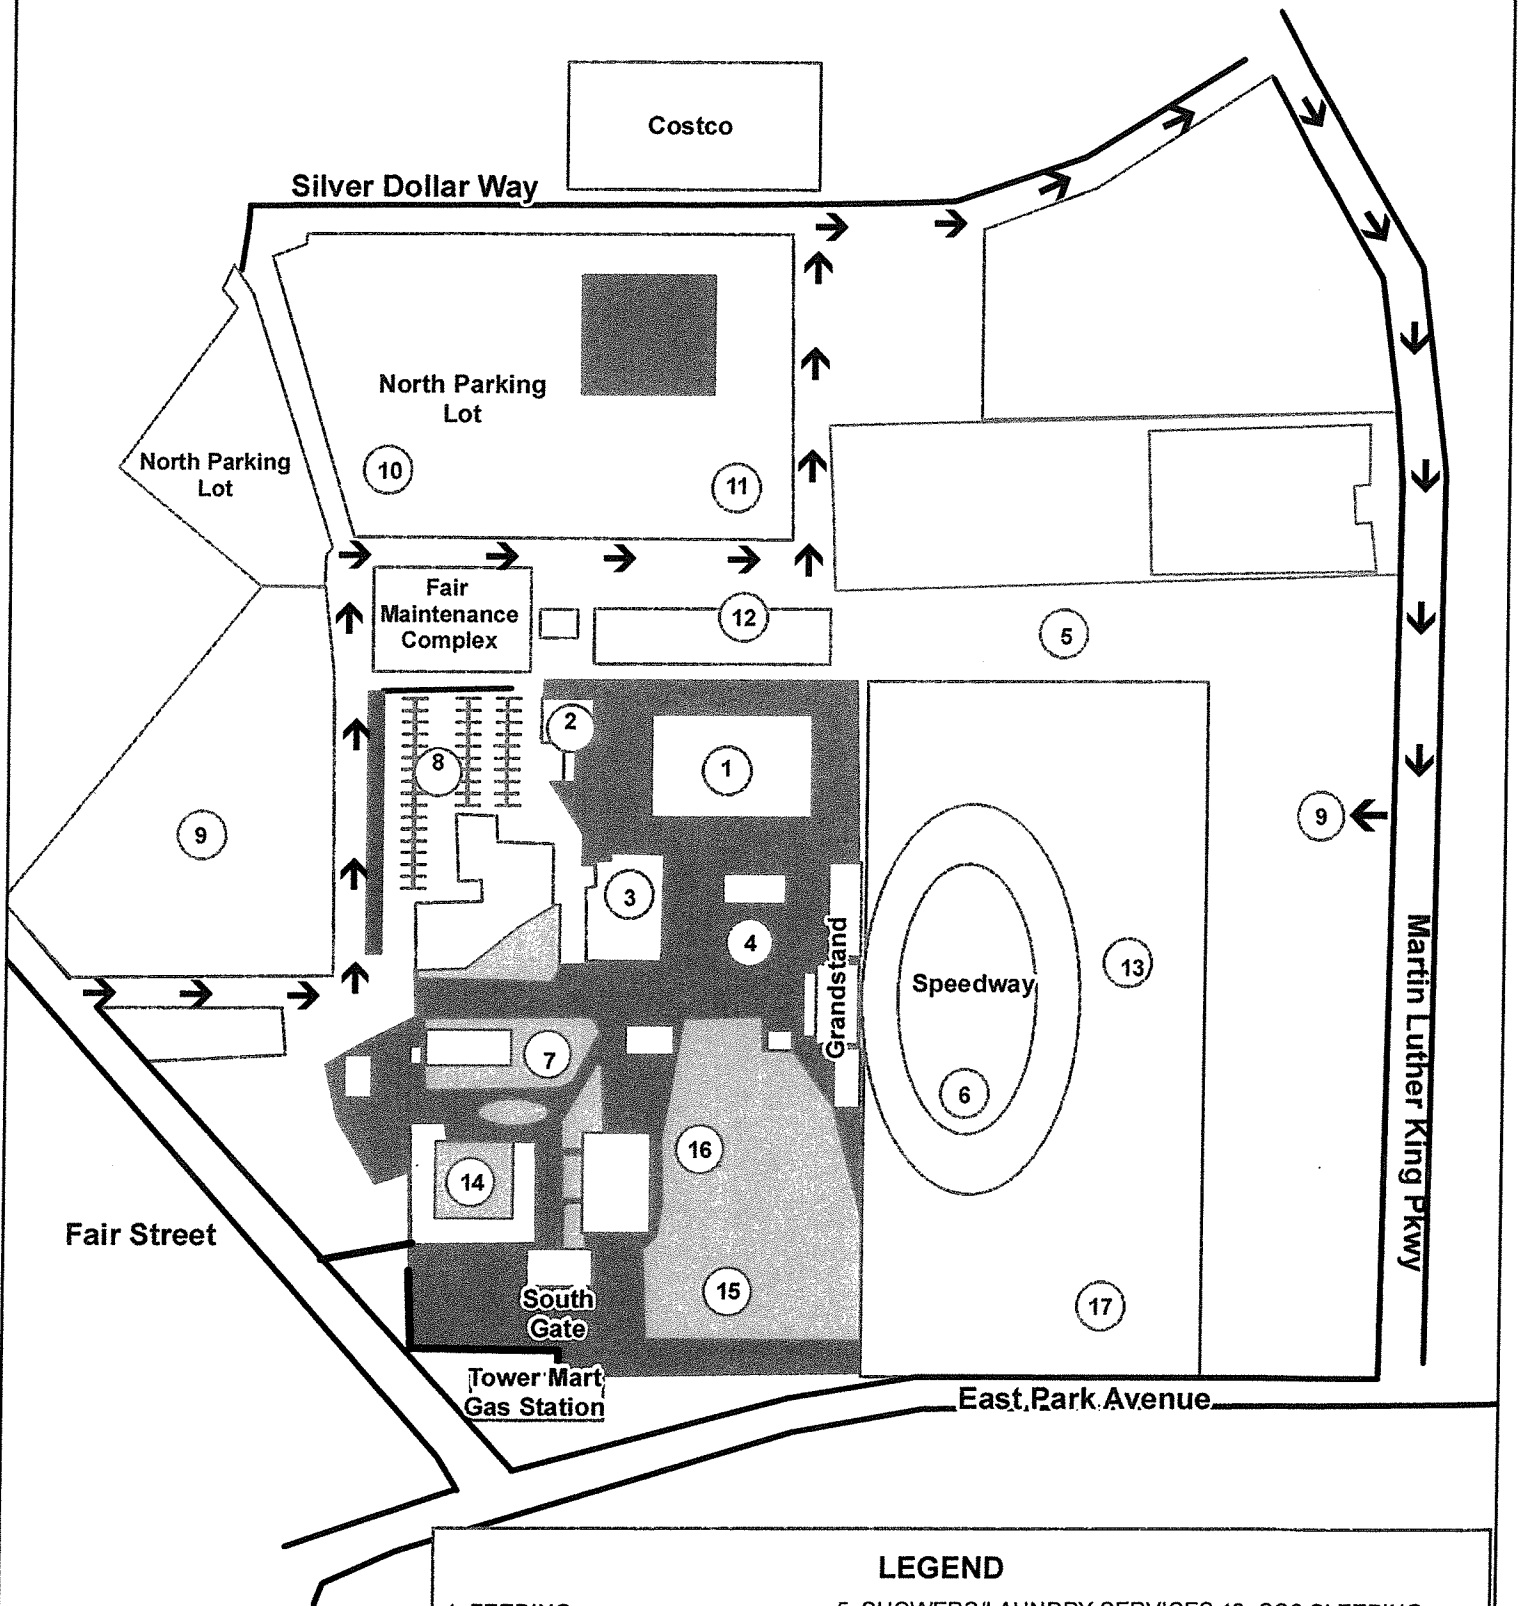 Costco
Silver Dollar Way
North Parking
Lot
North Parking
Lot
10
11
Fair
Maintenance
Complex
12
5
2
1
8
9
9
3
4
Grandstand
Speedway
13
Martin Luther King Pkwy
7
6
16
14
Fair Street
15
17
South
Gate
Tower Mart
Gas Station
East Park Avenue
LEGEND